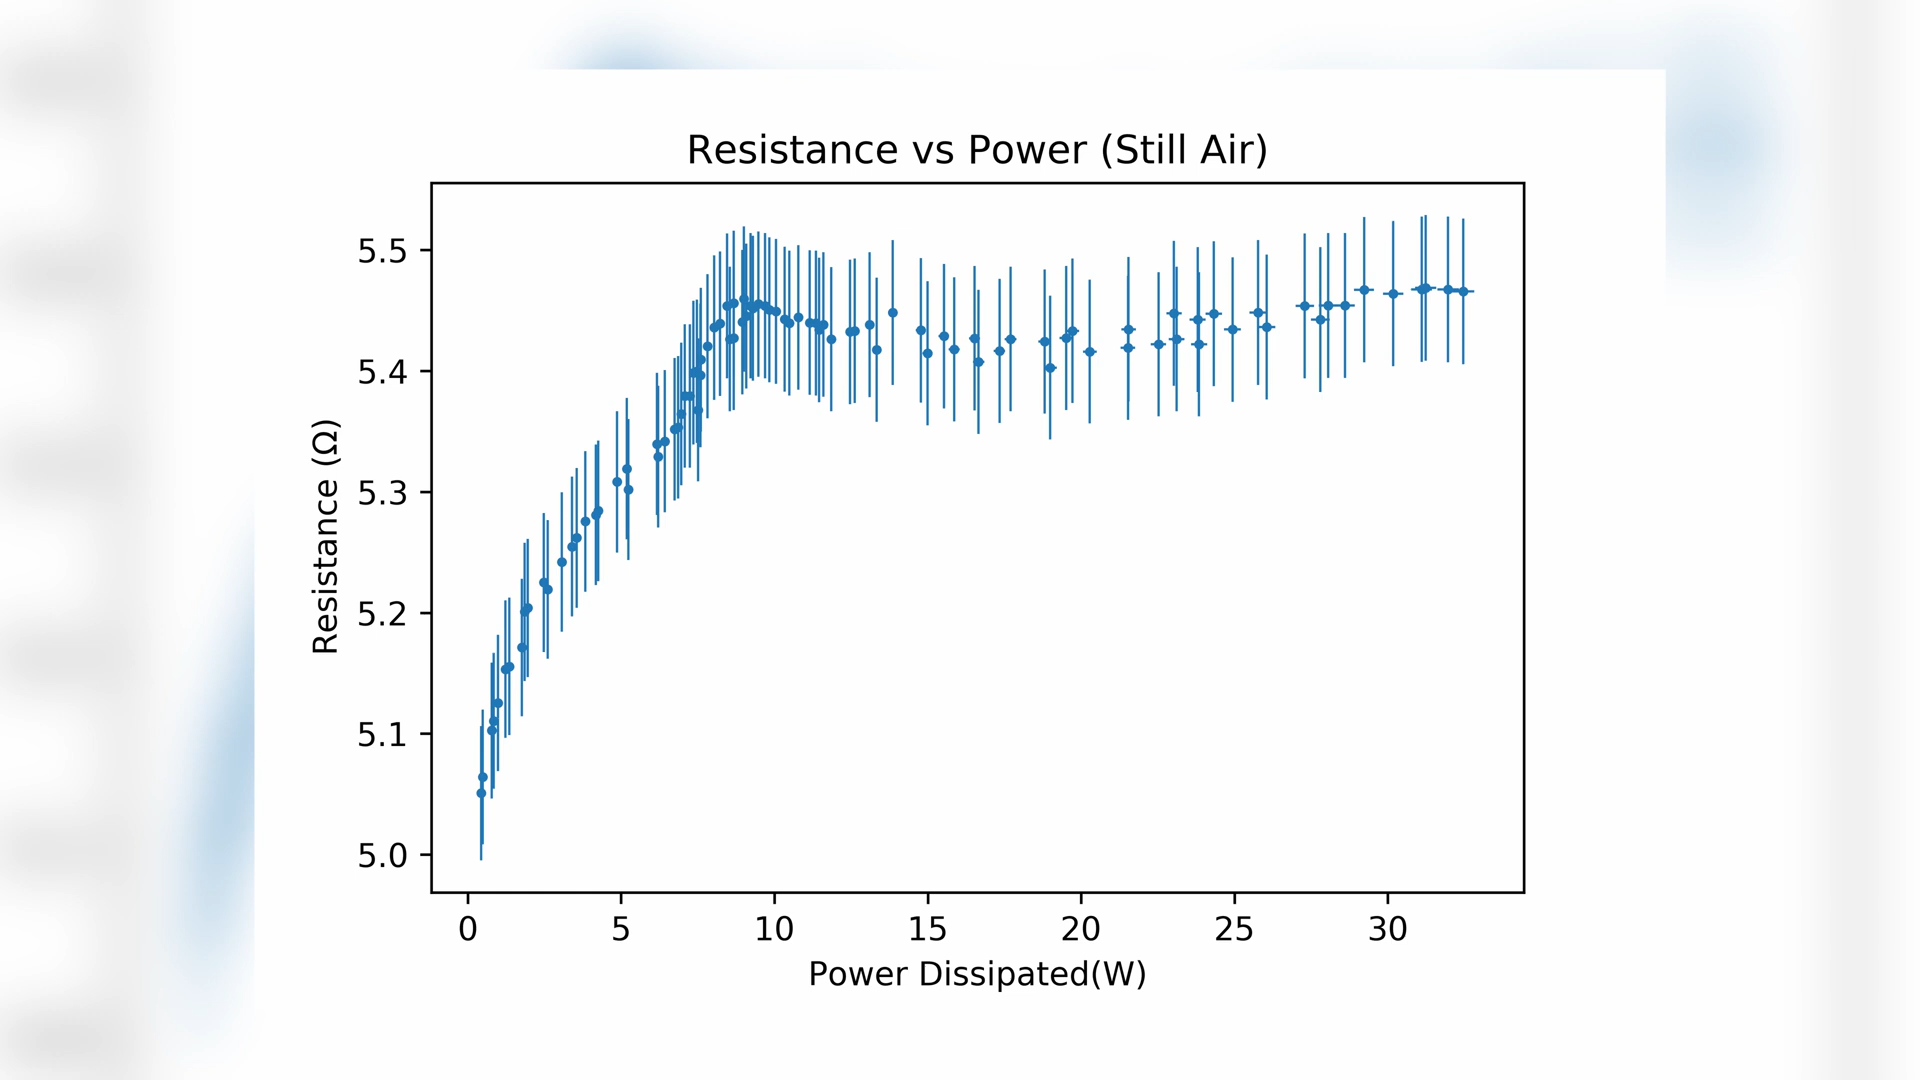 Resistance vs Power (Still Air)
5.5
5.4
5.3
5.2
5.1
5.0
Resistance (Ω)
0 5 10 15 20 25 30
Power Dissipated(W)